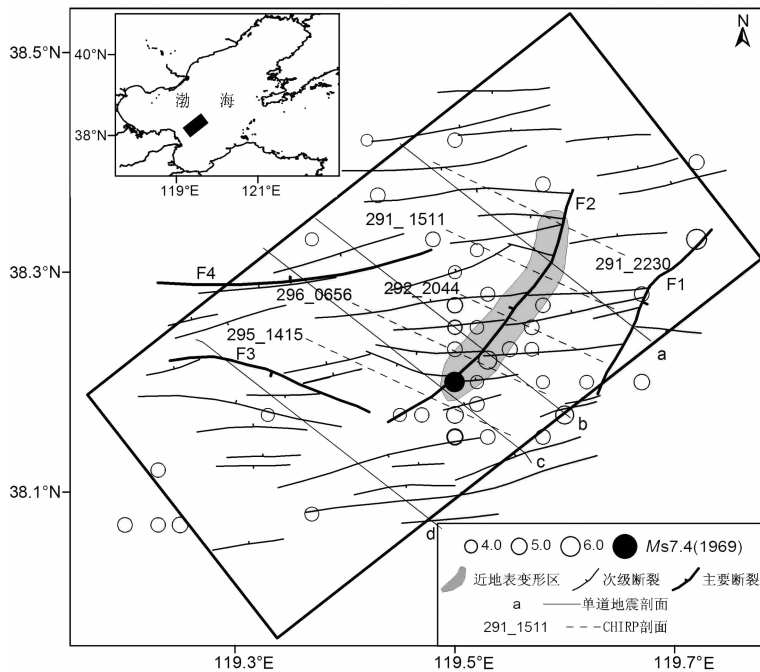 38.5°N
N
40°N
渤 海
38°N
119°E 121°E
F2
291_1511
38.3°N
F4
291_2230
F1
296_0656
292_2044
295_1415
F3
a
b
c
38.1°N
d
4.0 5.0 6.0 Ms7.4(1969)
近地表变形区 次级断裂 主要断裂
a 单道地震剖面
291_1511 CHIRP剖面
119.3°E 119.5°E 119.7°E